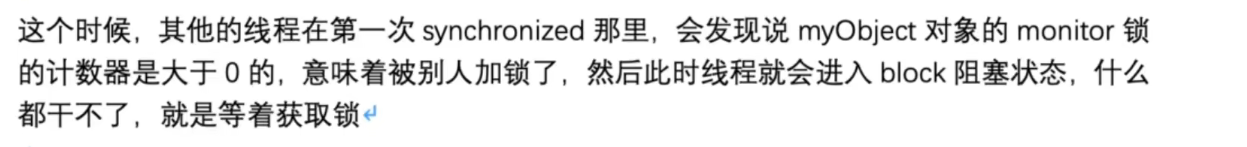 这个时候，其他的线程在第一次 synchronized 那里，会发现说 myObject 对象的 monitor 锁
的计数器是大于 0 的，意味着被别人加锁了，然后此时线程就会进入 block 阻塞状态，什么
都干不了，就是等着获取锁↵